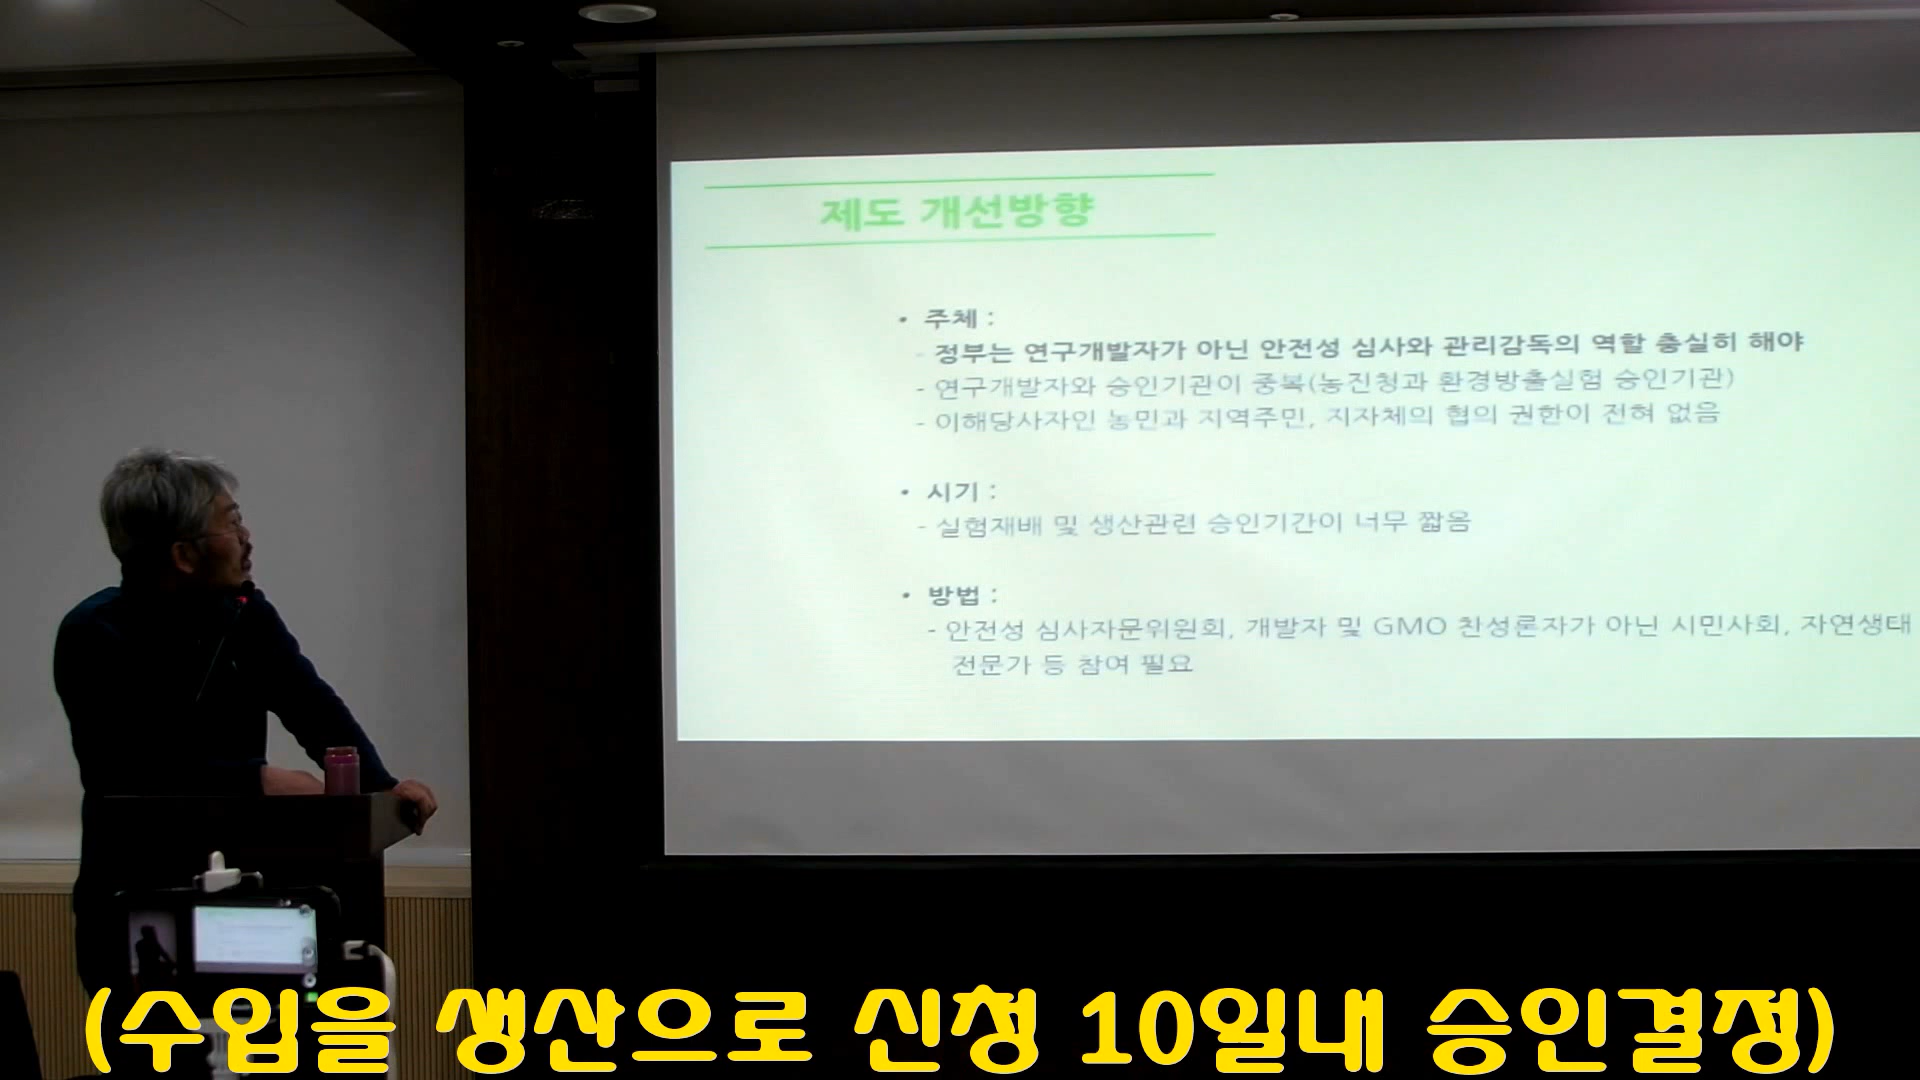 제도 개선방향
• 주체 :
- 정부는 연구개발자가 아닌 안전성 심사와 관리감독의 역할 충실히 해야
- 연구개발자와 승인기관이 중복(농진청과 환경방출실험 승인기관)
- 이해당사자인 농민과 지역주민, 지자체의 협의 권한이 전혀 없음
• 시기 :
- 실험재배 및 생산관련 승인기간이 너무 짧음
• 방법 :
- 안전성 심사자문위원회, 개발자 및 GMO 찬성론자가 아닌 시민사회, 자연생태
전문가 등 참여 필요
(수입을 생산으로 신청 10일내 승인결정)